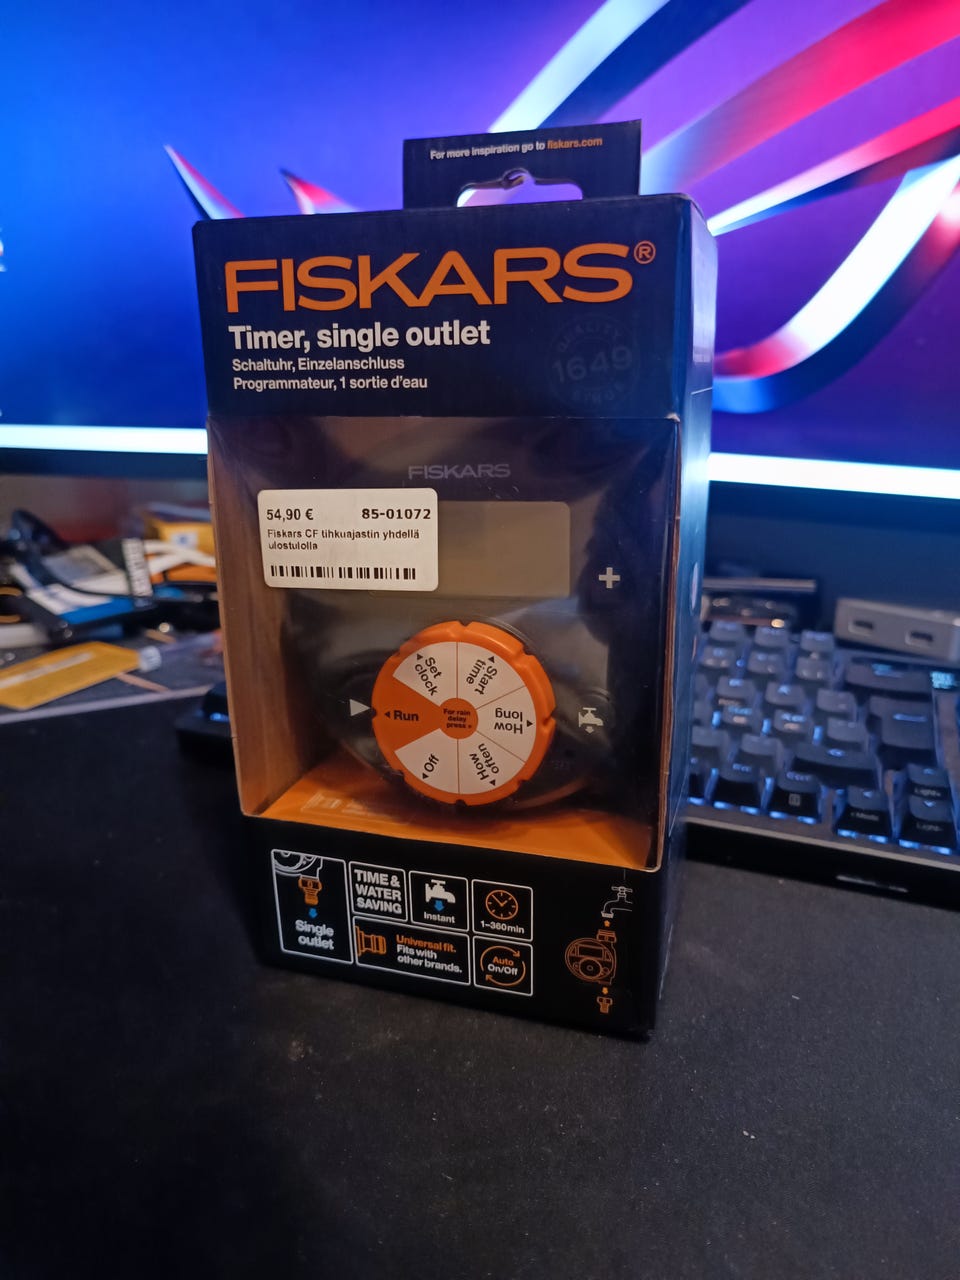 For more inspiration go to fiskars.com
FISKARS®
Timer, single outlet
Schaltuhr, Einzelanschluss
Programmateur, 1 sortie d'eau
QUALITY
1649
SINCE
FISKARS
54,90 € 85-01072
Fiskars CF tihkuajastin yhdellä
ulostulolla
+
Set
clock
Start
time
How
long
How
often
Off
Run
For rain
delay
press +
Single
outlet
TIME &
WATER
SAVING
Instant
1-360min
Universal fit.
Fits with
other brands.
Auto
On/Off
Light+
Light-